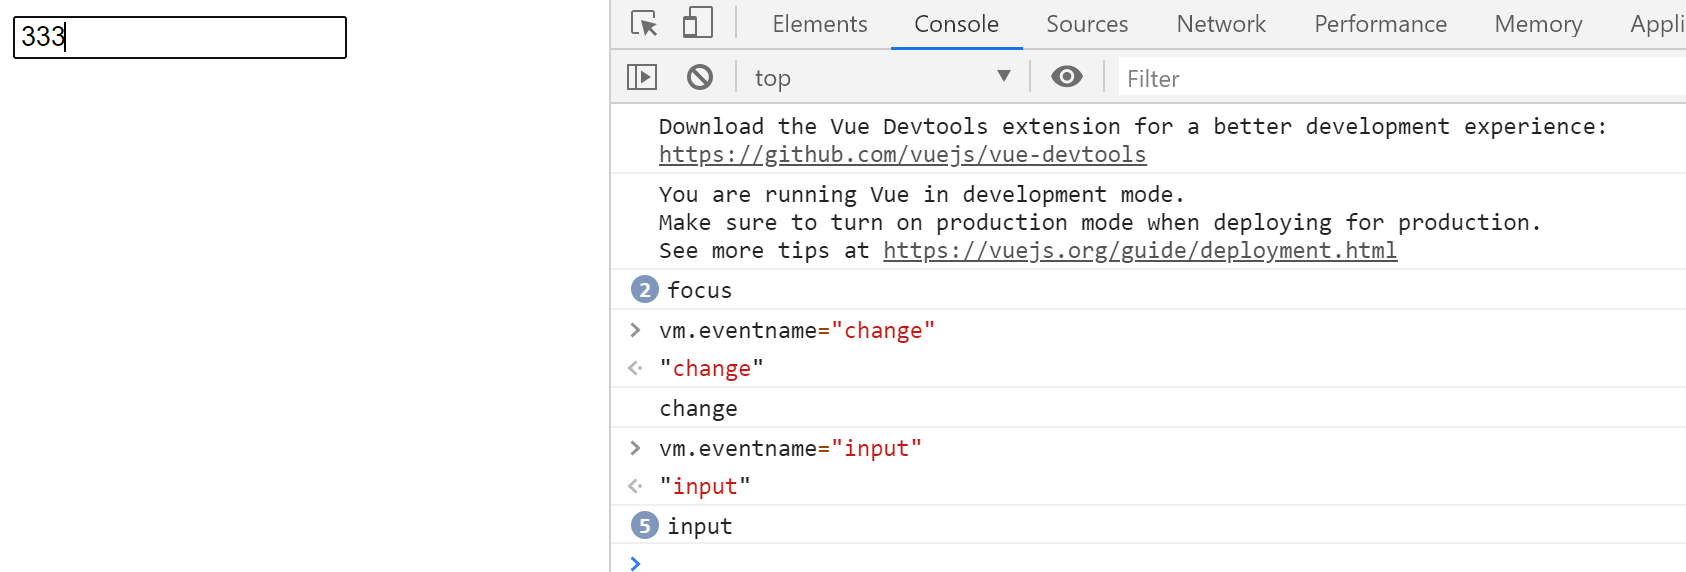 333
Elements Console Sources Network Performance Memory Appli
top Filter
Download the Vue Devtools extension for a better development experience:
https://github.com/vuejs/vue-devtools
You are running Vue in development mode.
Make sure to turn on production mode when deploying for production.
See more tips at https://vuejs.org/guide/deployment.html
2 focus
> vm.eventname="change"
"change"
change
> vm.eventname="input"
"input"
5 input
>